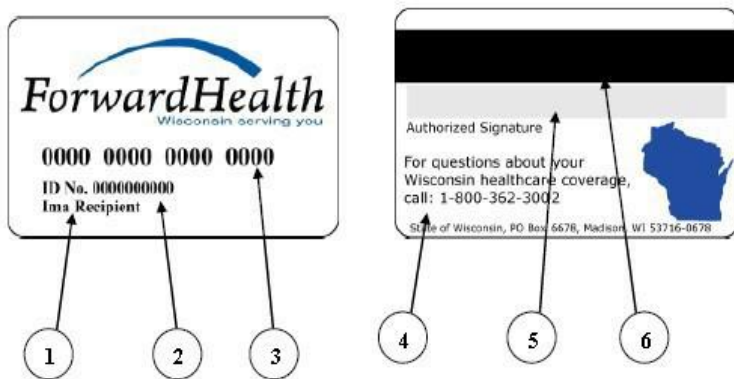 ForwardHealth
Wisconsin serving you
0000 0000 0000 0000
ID No. 0000000000
Ima Recipient
1
2
3
Authorized Signature
For questions about your
Wisconsin healthcare coverage,
call: 1-800-362-3002
State of Wisconsin, PO Box 6678, Madison, WI 53716-0678
4
5
6